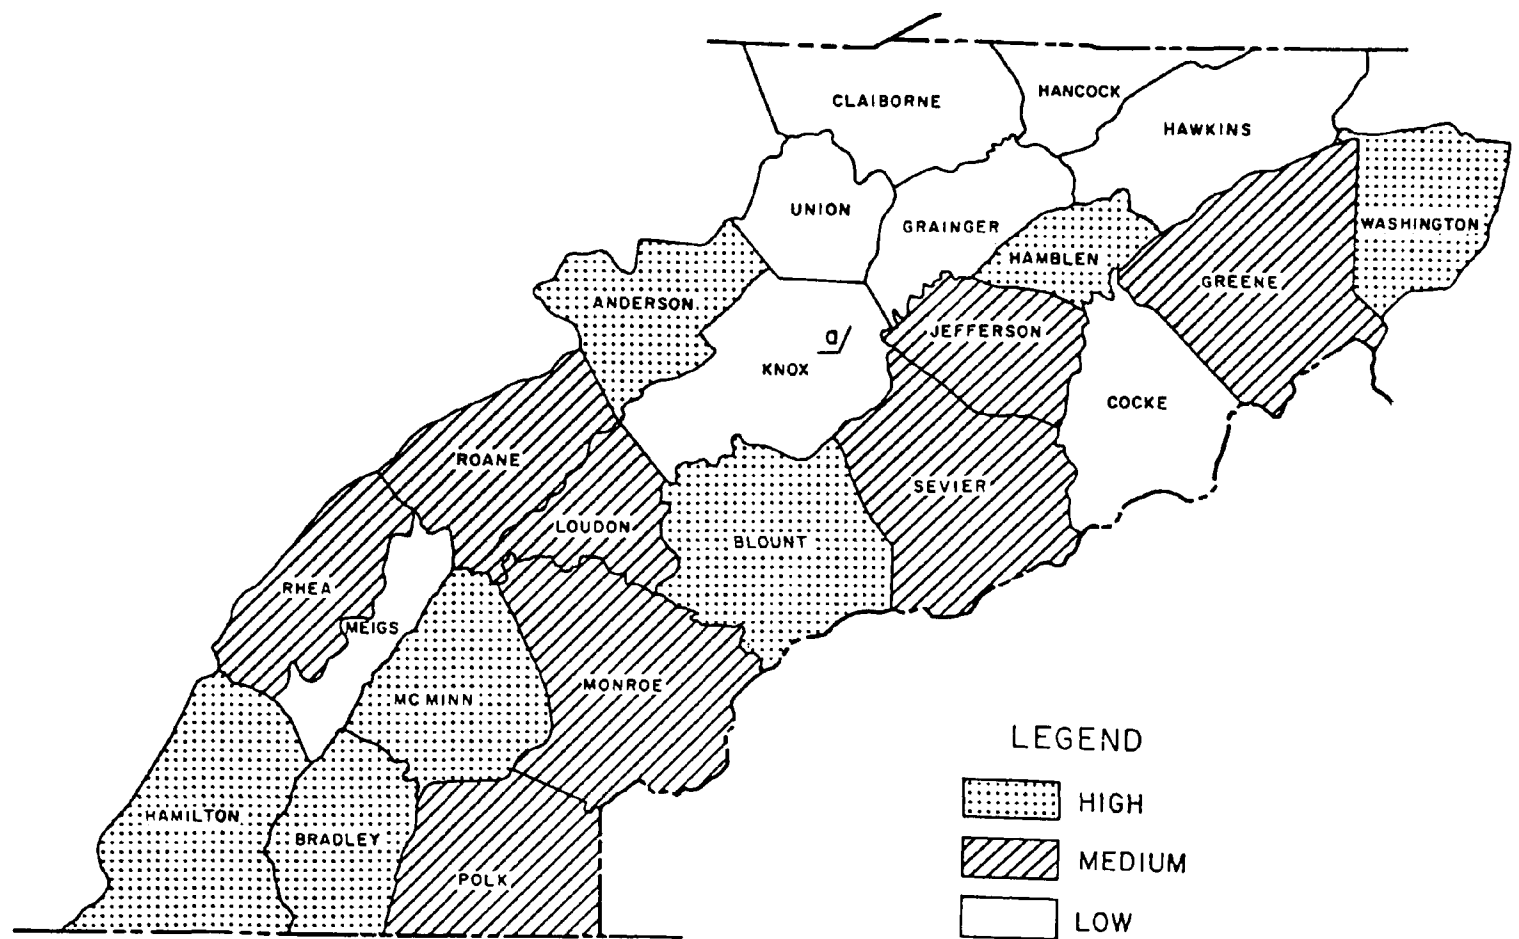 CLAIBORNE
HANCOCK
HAWKINS
UNION
GRAINGER
WASHINGTON
HAMBLEN
GREENE
ANDERSON
JEFFERSON
a
KNOX
COCKE
ROANE
SEVIER
LOUDON
BLOUNT
RHEA
MEIGS
MONROE
MC MINN
LEGEND
HIGH
HAMILTON
BRADLEY
MEDIUM
POLK
LOW